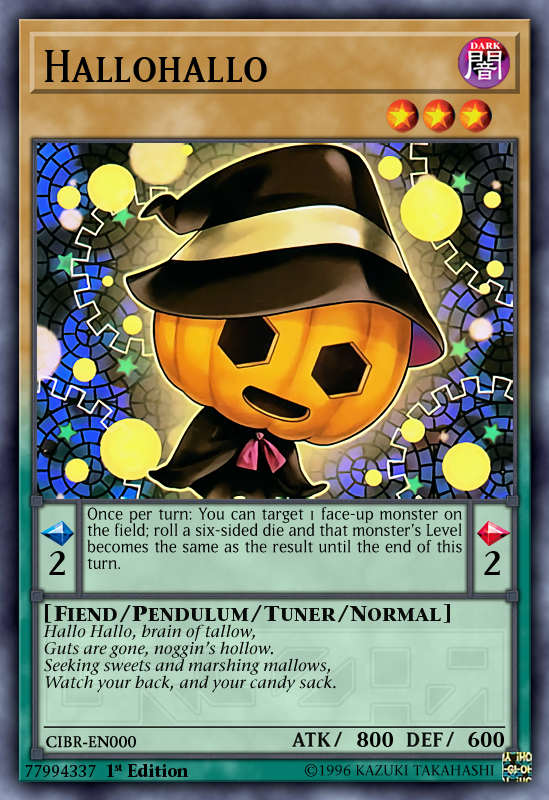 HALLOHALLO
DARK
闇
Once per turn: You can target 1 face-up monster on
the field; roll a six-sided die and that monster's Level
becomes the same as the result until the end of this
turn.
2
2
[FIEND/PENDULUM/TUNER/NORMAL]
Hallo Hallo, brain of tallow,
Guts are gone, noggin's hollow.
Seeking sweets and marshing mallows,
Watch your back, and your candy sack.
CIBR-EN000
ATK/ 800 DEF/ 600
77994337 1st Edition
©1996 KAZUKI TAKAHASHI